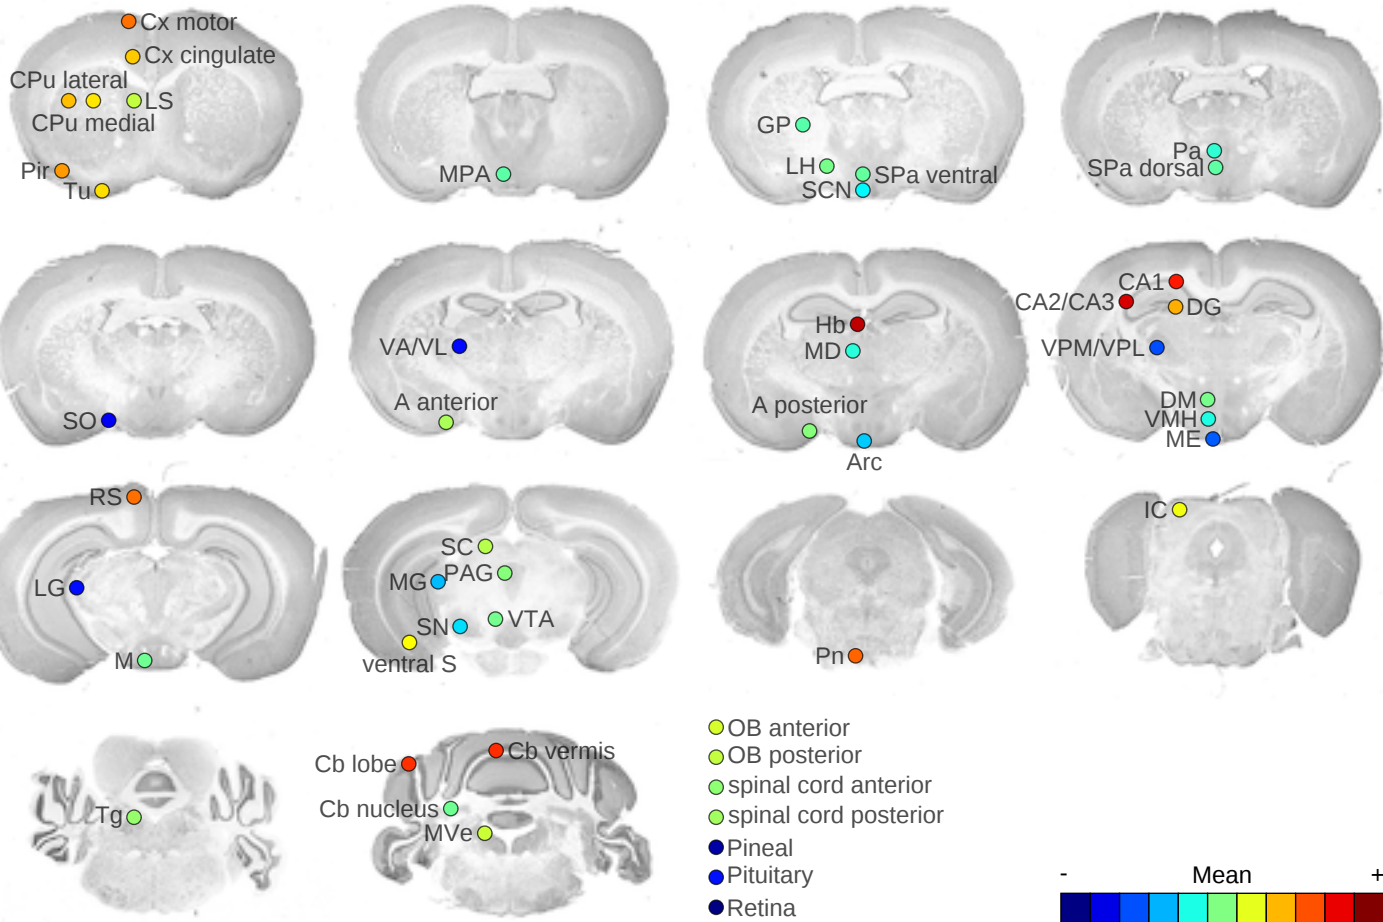 Cx motor
Cx cingulate
CPu lateral
LS
CPu medial
Pir
Tu
MPA
GP
LH
SPa ventral
SCN
Pa
SPa dorsal
SO
VA/VL
A anterior
Hb
MD
A posterior
Arc
CA1
CA2/CA3
DG
VPM/VPL
DM
VMH
ME
RS
LG
M
SC
MG
PAG
SN
VTA
ventral S
Pn
IC
Tg
Cb lobe
Cb vermis
Cb nucleus
MVe
OB anterior
OB posterior
spinal cord anterior
spinal cord posterior
Pineal
Pituitary
Retina
- Mean +